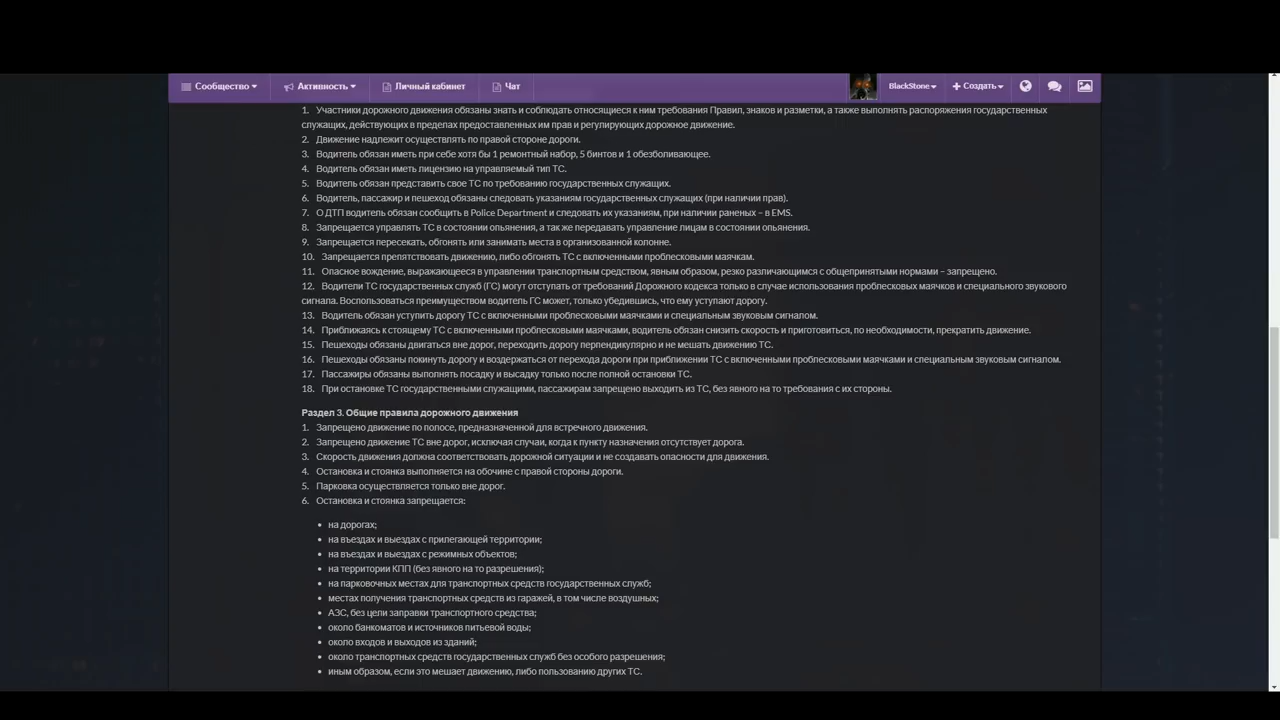 Сообщество Активность Личный кабинет Чат BlackStone + Создать
1. Участники дорожного движения обязаны знать и соблюдать относящиеся к ним требования Правил, знаков и разметки, а также выполнять распоряжения государственных
служащих, действующих в пределах предоставленных им прав и регулирующих дорожное движение.
2. Движение надлежит осуществлять по правой стороне дороги.
3. Водитель обязан иметь при себе хотя бы 1 ремонтный набор, 5 бинтов и 1 обезболивающее.
4. Водитель обязан иметь лицензию на управляемый тип ТС.
5. Водитель обязан представить свое ТС по требованию государственных служащих.
6. Водитель, пассажир и пешеход обязаны следовать указаниям государственных служащих (при наличии прав).
7. О ДТП водитель обязан сообщить в Police Department и следовать их указаниям, при наличии раненых – в EMS.
8. Запрещается управлять ТС в состоянии опьянения, а так же передавать управление лицам в состоянии опьянения.
9. Запрещается пересекать, обгонять или занимать места в организованной колонне.
10. Запрещается препятствовать движению, либо обгонять ТС с включенными проблесковыми маячкам.
11. Опасное вождение, выражающееся в управлении транспортным средством, явным образом, резко различающимся с общепринятыми нормами – запрещено.
12. Водители ТС государственных служб (ГС) могут отступать от требований Дорожного кодекса только в случае использования проблесковых маячков и специального звукового
сигнала. Воспользоваться преимуществом водитель ГС может, только убедившись, что ему уступают дорогу.
13. Водитель обязан уступить дорогу ТС с включенными проблесковыми маячками и специальным звуковым сигналом.
14. Приближаясь к стоящему ТС с включенными проблесковыми маячками, водитель обязан снизить скорость и приготовиться, по необходимости, прекратить движение.
15. Пешеходы обязаны двигаться вне дорог, переходить дорогу перпендикулярно и не мешать движению ТС.
16. Пешеходы обязаны покинуть дорогу и воздержаться от перехода дороги при приближении ТС с включенными проблесковыми маячками и специальным звуковым сигналом.
17. Пассажиры обязаны выполнять посадку и высадку только после полной остановки ТС.
18. При остановке ТС государственными служащими, пассажирам запрещено выходить из ТС, без явного на то требования с их стороны.
Раздел 3. Общие правила дорожного движения
1. Запрещено движение по полосе, предназначенной для встречного движения.
2. Запрещено движение ТС вне дорог, исключая случаи, когда к пункту назначения отсутствует дорога.
3. Скорость движения должна соответствовать дорожной ситуации и не создавать опасности для движения.
4. Остановка и стоянка выполняется на обочине с правой стороны дороги.
5. Парковка осуществляется только вне дорог.
6. Остановка и стоянка запрещается:
• на дорогах;
• на въездах и выездах с прилегающей территории;
• на въездах и выездах с режимных объектов;
• на территории КПП (без явного на то разрешения);
• на парковочных местах для транспортных средств государственных служб;
• местах получения транспортных средств из гаражей, в том числе воздушных;
• АЗС, без цели заправки транспортного средства;
• около банкоматов и источников питьевой воды;
• около входов и выходов из зданий;
• около транспортных средств государственных служб без особого разрешения;
• иным образом, если это мешает движению, либо пользованию других ТС.